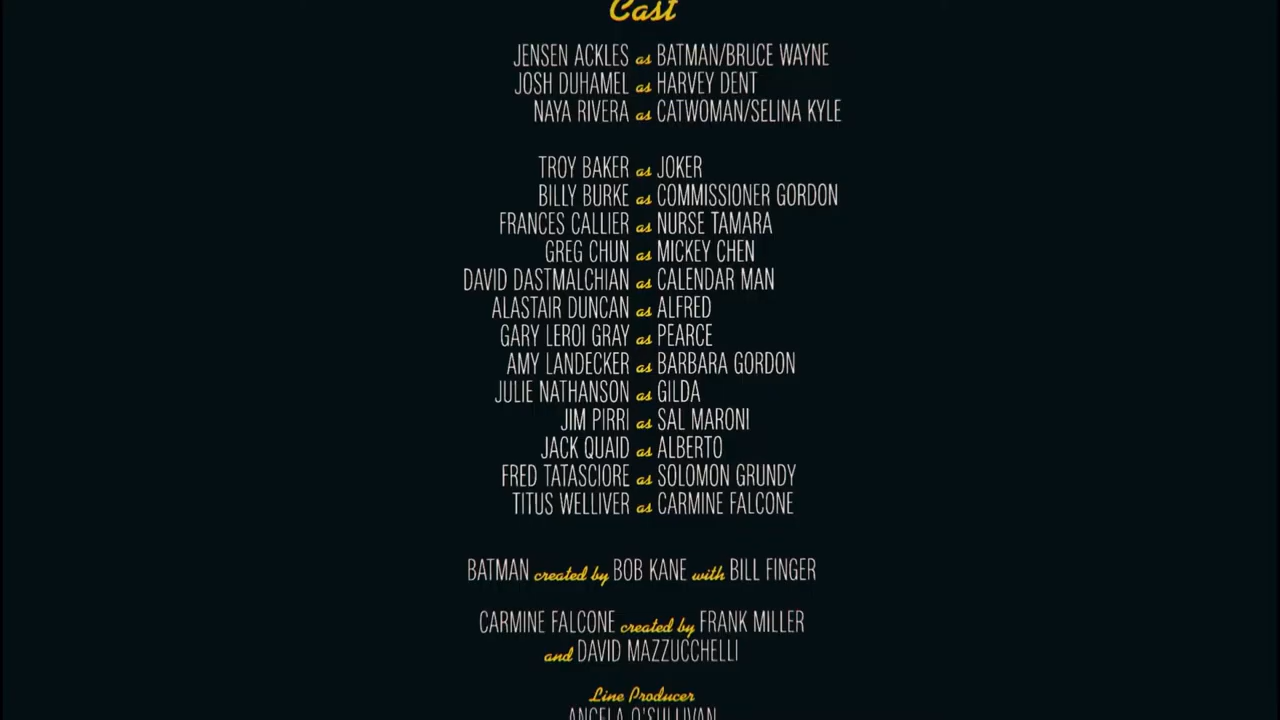 Cast
JENSEN ACKLES as BATMAN/BRUCE WAYNE
JOSH DUHAMEL as HARVEY DENT
NAYA RIVERA as CATWOMAN/SELINA KYLE
TROY BAKER as JOKER
BILLY BURKE as COMMISSIONER GORDON
FRANCES CALLIER as NURSE TAMARA
GREG CHUN as MICKEY CHEN
DAVID DASTMALCHIAN as CALENDAR MAN
ALASTAIR DUNCAN as ALFRED
GARY LEROI GRAY as PEARCE
AMY LANDECKER as BARBARA GORDON
JULIE NATHANSON as GILDA
JIM PIRRI as SAL MARONI
JACK QUAID as ALBERTO
FRED TATASCIORE as SOLOMON GRUNDY
TITUS WELLIVER as CARMINE FALCONE
BATMAN created by BOB KANE with BILL FINGER
CARMINE FALCONE created by FRANK MILLER
and DAVID MAZZUCCHELLI
Line Producer
ANGELA O'SULLIVAN